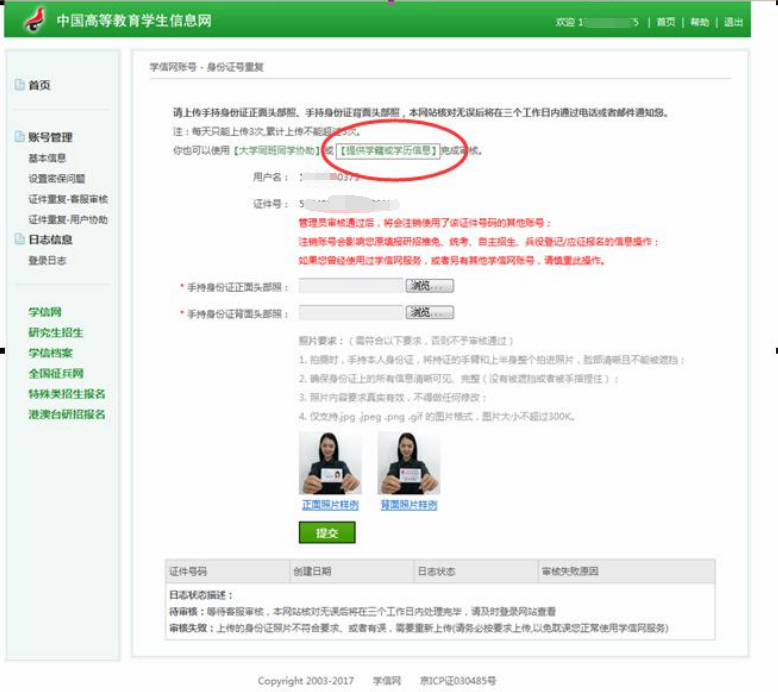 中国高等教育学生信息网
欢迎 1 5 | 首页 | 帮助 | 退出
首页
账号管理
基本信息
设置密保问题
证件重复-客服审核
证件重复-用户协助
日志信息
登录日志
学信网
研究生招生
学信档案
全国征兵网
特殊类招生报名
港澳台研招报名
学信网账号 - 身份证号重复
请上传手持身份证正面头部照、手持身份证背面头部照，本网站核对无误后将在三个工作日内通过电话或者邮件通知您。
注：每天只能上传3次,累计上传不能超过5次。
你也可以使用【大学同班同学协助】或【提供学籍或学历信息】完成审核。
用户名： 1 0375
证件号： 5
管理员审核通过后，将会注销使用了该证件号码的其他账号；
注销账号会影响您原填报研招推免、统考、自主招生、兵役登记/应征报名的信息操作；
如果您曾经使用过学信网服务，或者另有其他学信网账号，请慎重此操作。
* 手持身份证正面头部照： 浏览...
* 手持身份证背面头部照： 浏览...
照片要求：（需符合以下要求，否则不予审核通过）
1. 拍摄时，手持本人身份证，将持证的手臂和上半身整个拍进照片，脸部清晰且不能被遮挡；
2. 确保身份证上的所有信息清晰可见、完整（没有被遮挡或者被手指捏住）；
3. 照片内容要求真实有效，不得做任何修改；
4. 仅支持.jpg .jpeg .png .gif 的图片格式，图片大小不超过300K。
正面照片样例 背面照片样例
提交
证件号码 创建日期 日志状态 审核失败原因
日志状态描述：
待审核：等待客服审核，本网站核对无误后将在三个工作日内处理完毕，请及时登录网站查看
审核失败：上传的身份证照片不符合要求、或者有误，需要重新上传(请务必按要求上传,以免耽误您正常使用学信网服务)
Copyright 2003-2017 学信网 京ICP证030485号